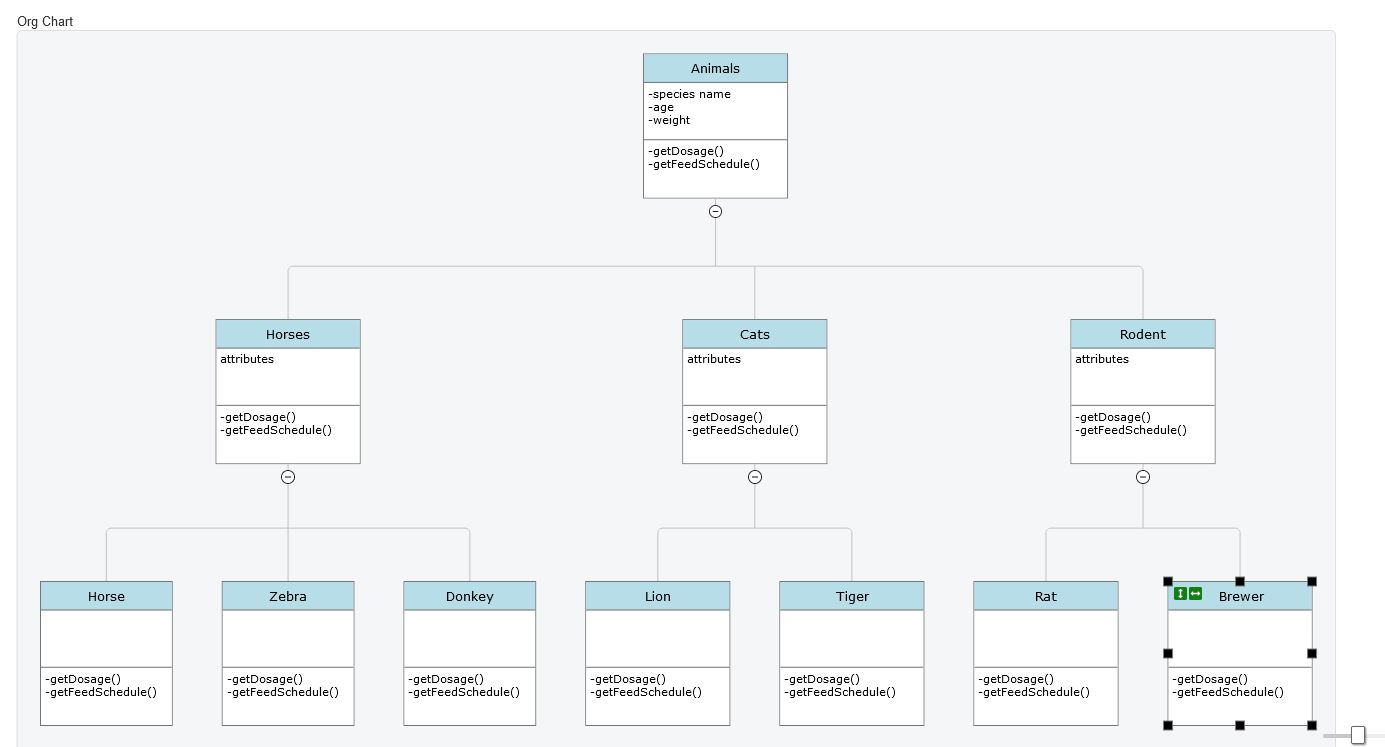 Org Chart
Animals
-species name
-age
-weight
-getDosage()
-getFeedSchedule()
Horses
attributes
-getDosage()
-getFeedSchedule()
Cats
attributes
-getDosage()
-getFeedSchedule()
Rodent
attributes
-getDosage()
-getFeedSchedule()
Horse
-getDosage()
-getFeedSchedule()
Zebra
-getDosage()
-getFeedSchedule()
Donkey
-getDosage()
-getFeedSchedule()
Lion
-getDosage()
-getFeedSchedule()
Tiger
-getDosage()
-getFeedSchedule()
Rat
-getDosage()
-getFeedSchedule()
Brewer
-getDosage()
-getFeedSchedule()